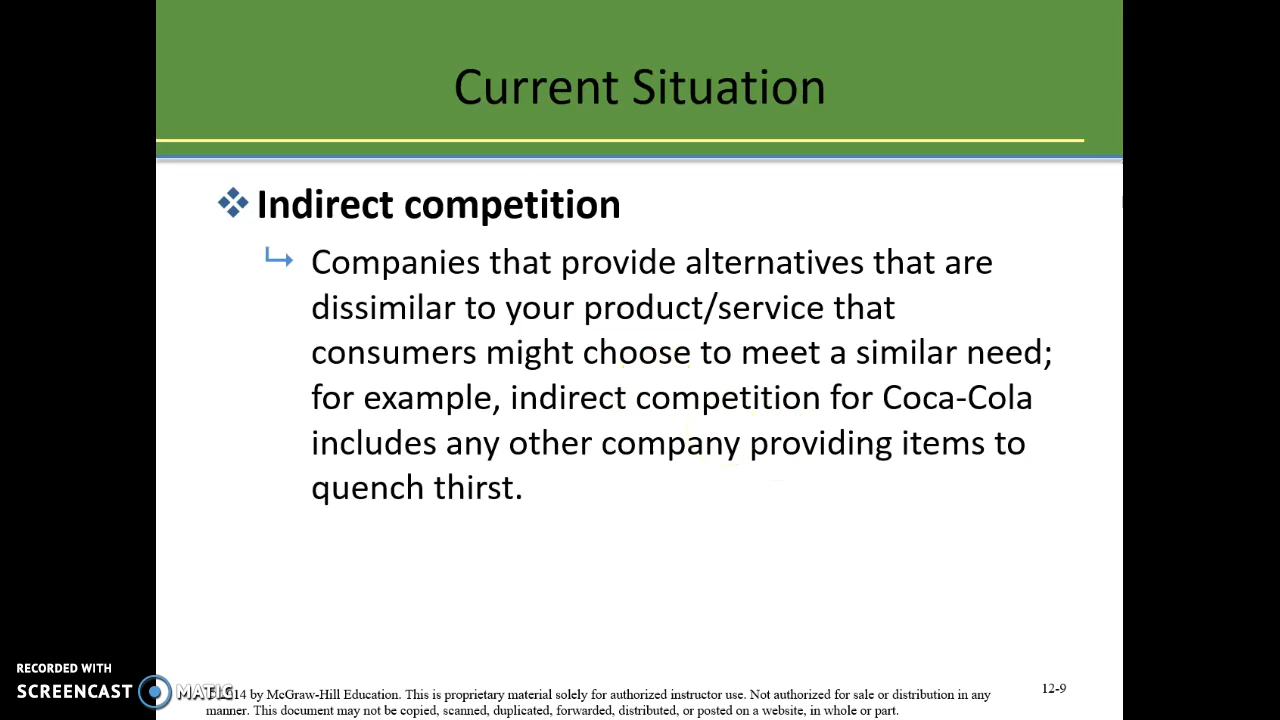 Current Situation
Indirect competition
Companies that provide alternatives that are
dissimilar to your product/service that
consumers might choose to meet a similar need;
for example, indirect competition for Coca-Cola
includes any other company providing items to
quench thirst.
RECORDED WITH
SCREENCAST MATIC
14 by McGraw-Hill Education. This is proprietary material solely for authorized instructor use. Not authorized for sale or distribution in any
manner. This document may not be copied, scanned, duplicated, forwarded, distributed, or posted on a website, in whole or part.
12-9